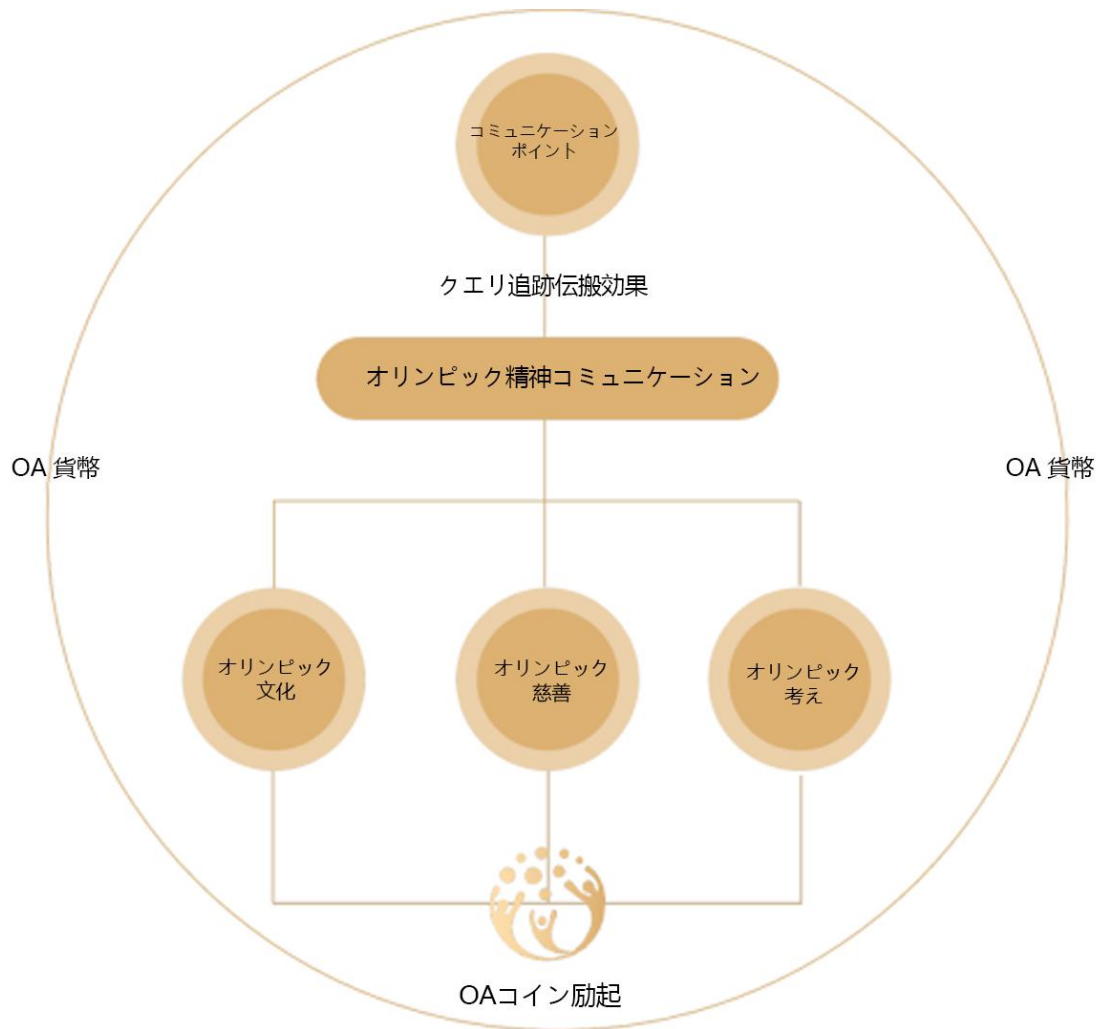 コミュニケーション
ポイント
クエリ追跡伝搬効果
オリンピック精神コミュニケーション
OA 貨幣
OA 貨幣
オリンピック
文化
オリンピック
慈善
オリンピック
考え
OAコイン励起